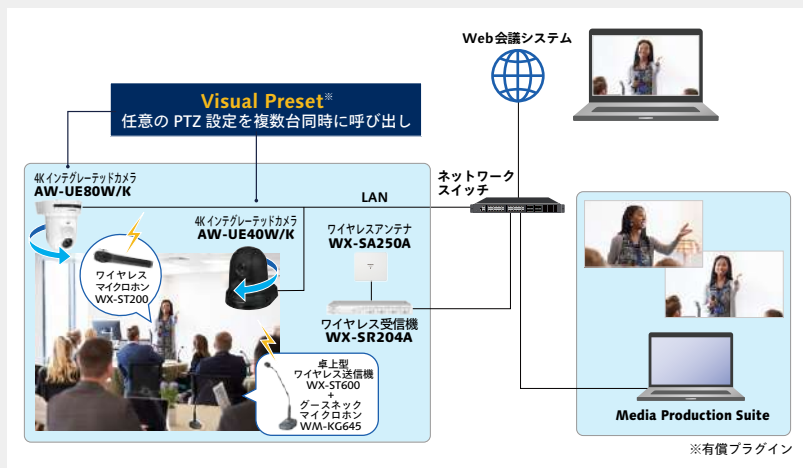 Web会議システム
Visual Preset※
任意の PTZ 設定を複数台同時に呼び出し
4Kインテグレーテッドカメラ
AW-UE80W/K
ネットワーク
スイッチ
LAN
4Kインテグレーテッドカメラ
AW-UE40W/K
ワイヤレスアンテナ
WX-SA250A
ワイヤレス
マイクロホン
WX-ST200
ワイヤレス受信機
WX-SR204A
卓上型
ワイヤレス送信機
WX-ST600
+
グースネック
マイクロホン
WM-KG645
Media Production Suite
※有償プラグイン